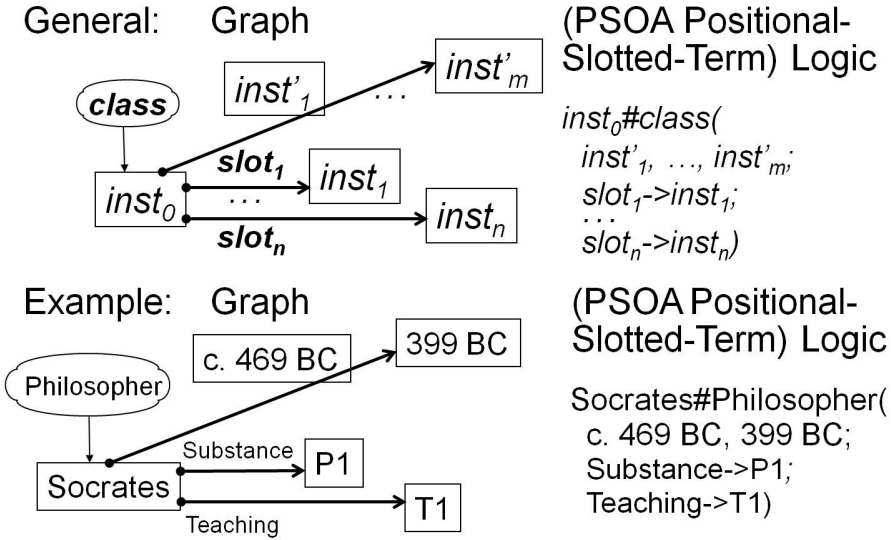 General: Graph
(PSOA Positional-
Slotted-Term) Logic
class
inst'₁
...
inst'ₘ
inst₀
slot₁
inst₁
...
slotₙ
instₙ
inst₀#class(
inst'₁, ..., inst'ₘ;
slot₁->inst₁;
...
slotₙ->instₙ)
Example: Graph
(PSOA Positional-
Slotted-Term) Logic
Philosopher
c. 469 BC
399 BC
Socrates
Substance
P1
Teaching
T1
Socrates#Philosopher(
c. 469 BC, 399 BC;
Substance->P1;
Teaching->T1)